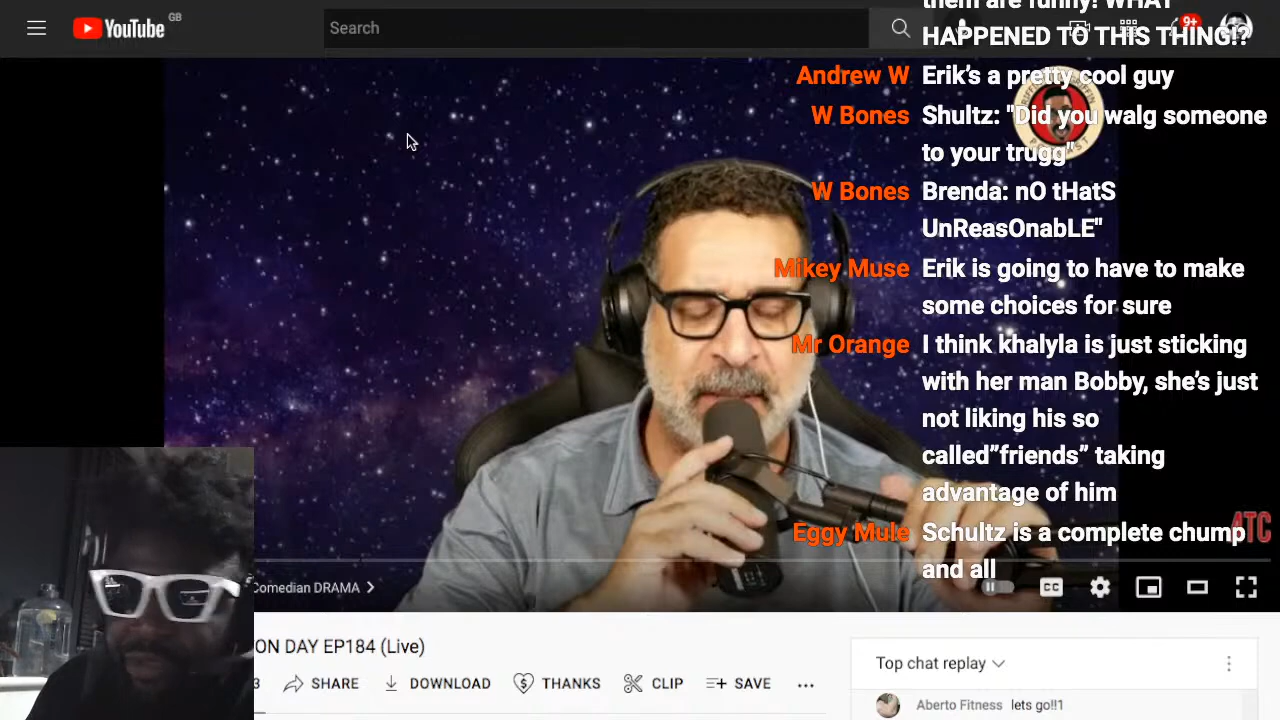 them are funny! WHAT
HAPPENED TO THIS THING!?
YouTube GB
Search
9+
Andrew W Erik's a pretty cool guy
W Bones Shultz: "Did you walg someone
to your trugg"
W Bones Brenda: nO tHatS
UnReasOnabLE"
Mikey Muse Erik is going to have to make
some choices for sure
Mr Orange I think khalyla is just sticking
with her man Bobby, she's just
not liking his so
called”friends” taking
advantage of him
Eggy Mule Schultz is a complete chump
and all
ATC
Comedian DRAMA
CC
ON DAY EP184 (Live)
3 SHARE DOWNLOAD THANKS CLIP SAVE
Top chat replay
Aberto Fitness lets go!!1